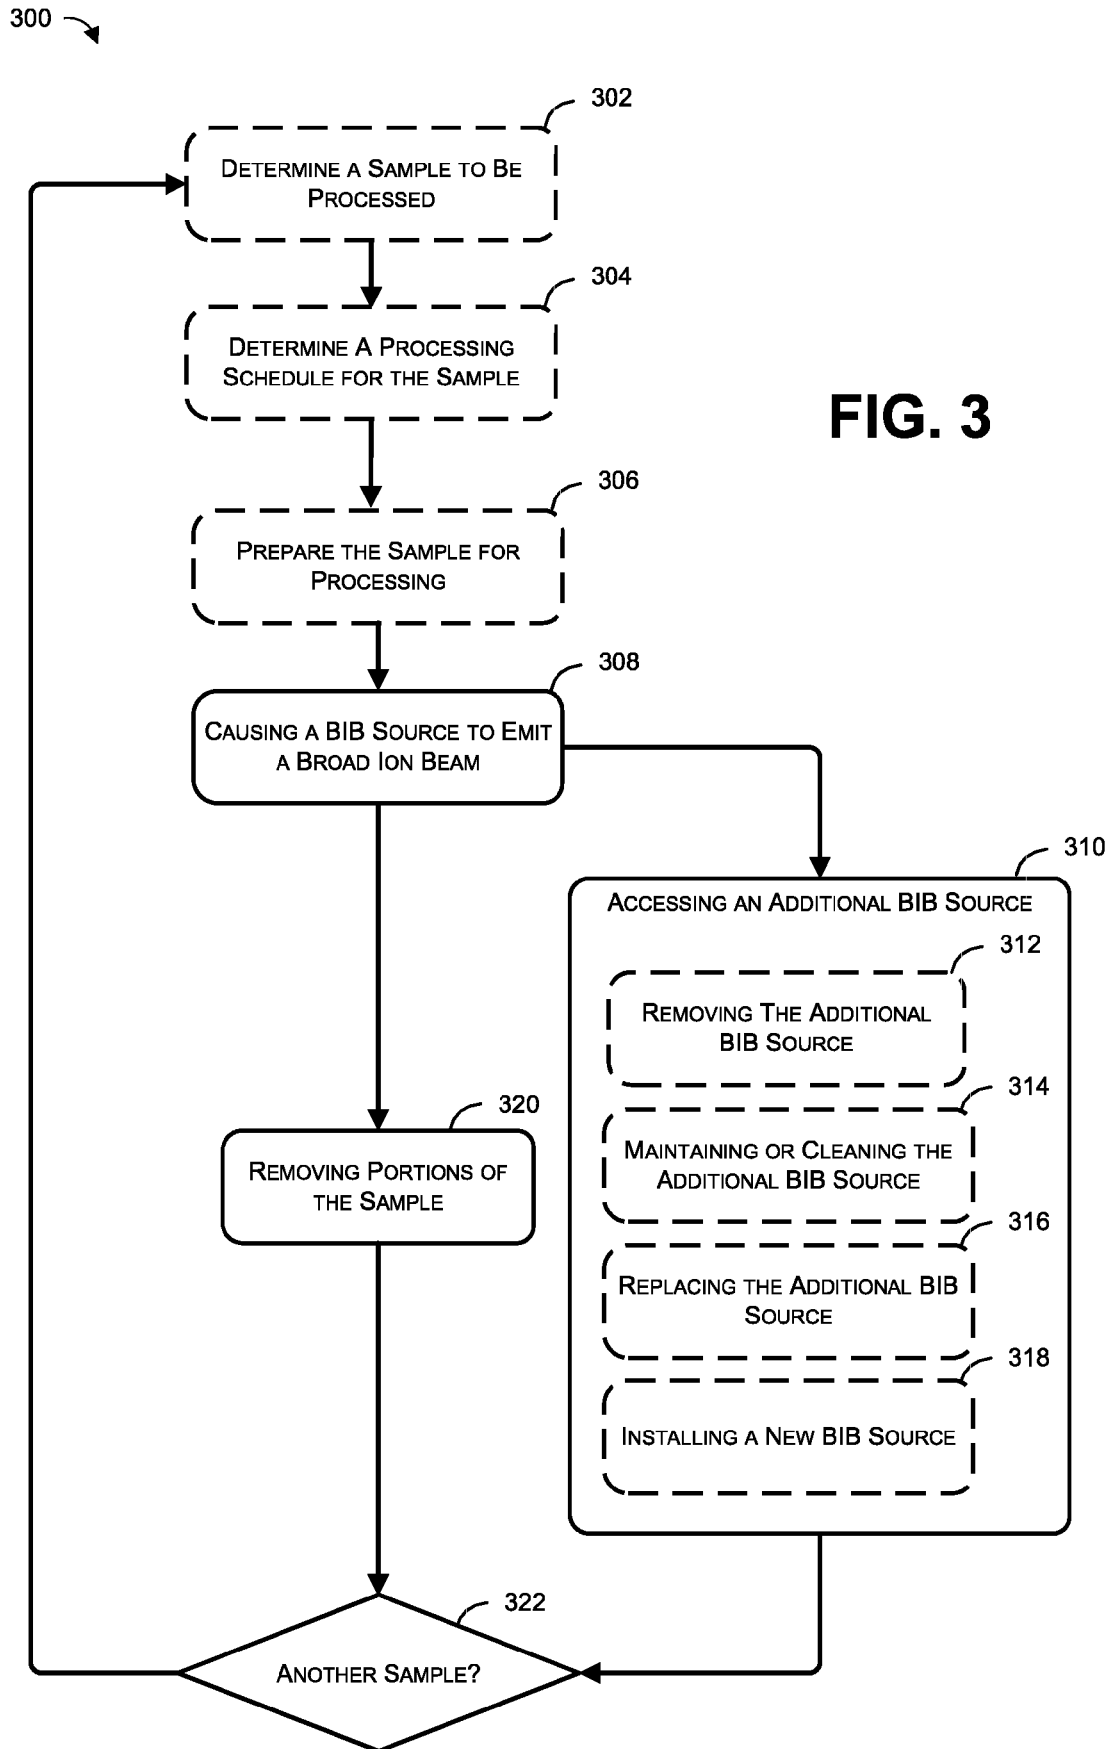 300
302
DETERMINE A SAMPLE TO BE
PROCESSED
304
DETERMINE A PROCESSING
SCHEDULE FOR THE SAMPLE
FIG. 3
306
PREPARE THE SAMPLE FOR
PROCESSING
308
CAUSING A BIB SOURCE TO EMIT
A BROAD ION BEAM
310
ACCESSING AN ADDITIONAL BIB SOURCE
312
REMOVING THE ADDITIONAL
BIB SOURCE
314
MAINTAINING OR CLEANING THE
ADDITIONAL BIB SOURCE
316
REPLACING THE ADDITIONAL BIB
SOURCE
318
INSTALLING A NEW BIB SOURCE
320
REMOVING PORTIONS OF
THE SAMPLE
322
ANOTHER SAMPLE?